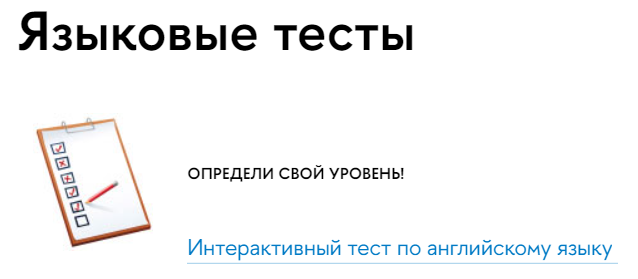 Языковые тесты
ОПРЕДЕЛИ СВОЙ УРОВЕНЬ!
Интерактивный тест по английскому языку